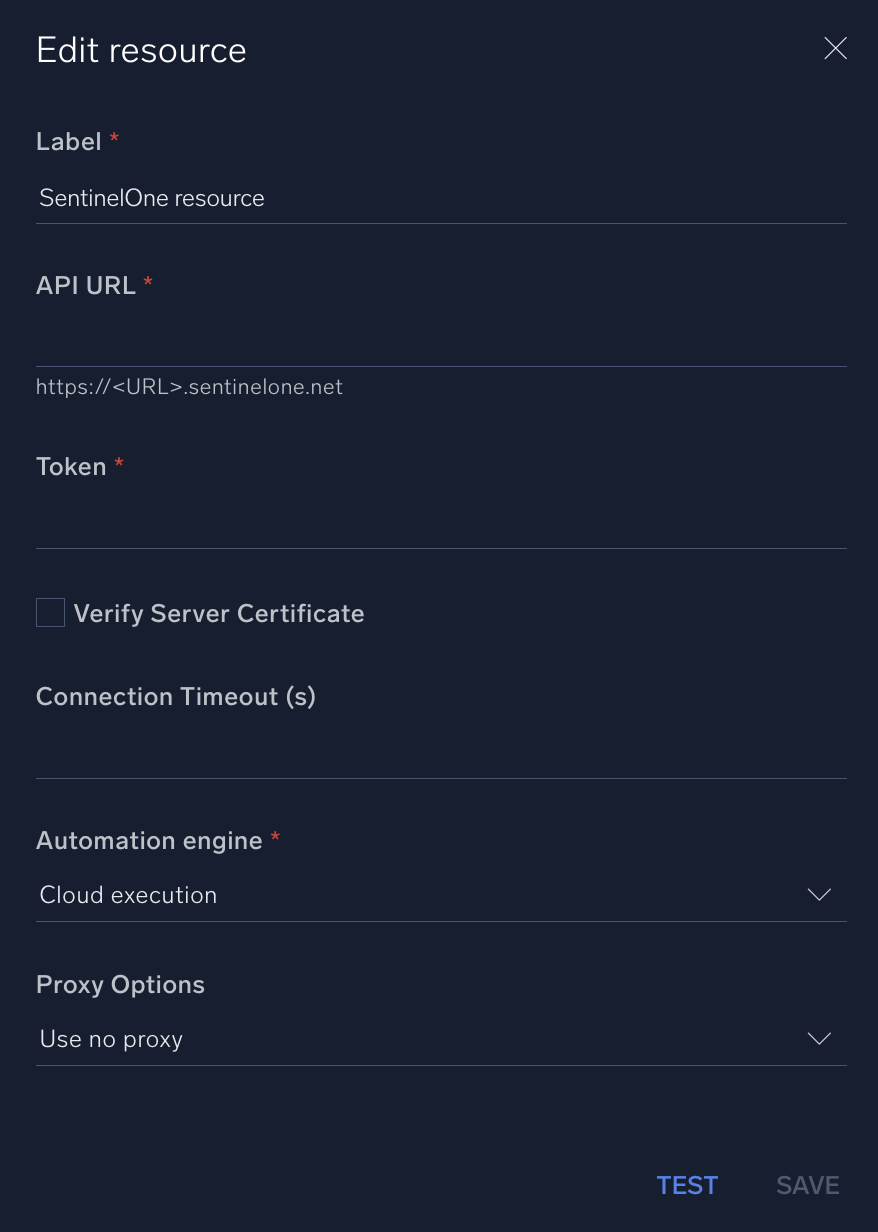 Edit resource
Label *
SentinelOne resource
API URL *
https://<URL>.sentinelone.net
Token *
Verify Server Certificate
Connection Timeout (s)
Automation engine *
Cloud execution
Proxy Options
Use no proxy
TEST SAVE